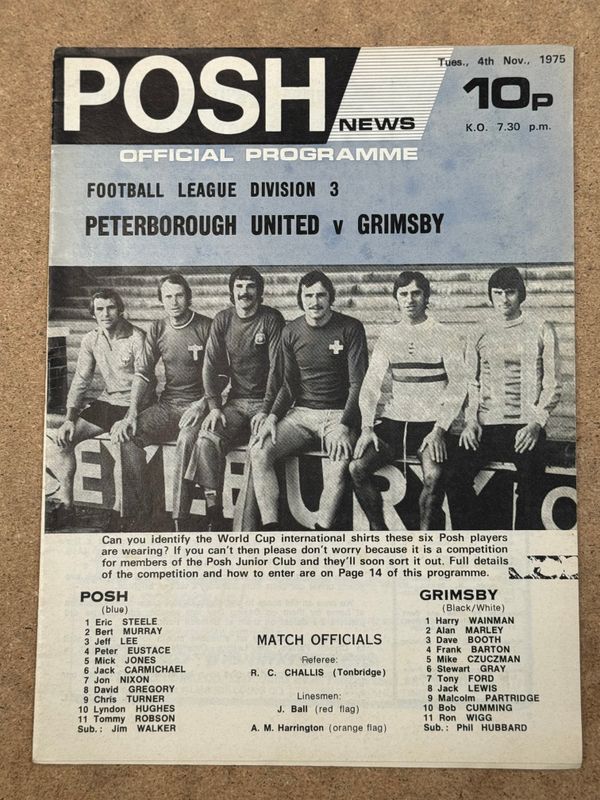 POSH
NEWS
Tues., 4th Nov., 1975
10p
K.O. 7.30 p.m.
OFFICIAL PROGRAMME
FOOTBALL LEAGUE DIVISION 3
PETERBOROUGH UNITED v GRIMSBY
Can you identify the World Cup international shirts these six Posh players
are wearing? If you can't then please don't worry because it is a competition
for members of the Posh Junior Club and they'll soon sort it out. Full details
of the competition and how to enter are on Page 14 of this programme.
POSH
(blue)
1 Eric STEELE
2 Bert MURRAY
3 Jeff LEE
4 Peter EUSTACE
5 Mick JONES
6 Jack CARMICHAEL
7 Jon NIXON
8 David GREGORY
9 Chris TURNER
10 Lyndon HUGHES
11 Tommy ROBSON
Sub.: Jim WALKER
MATCH OFFICIALS
Referee:
R. C. CHALLIS (Tonbridge)
Linesmen:
J. Ball (red flag)
A. M. Harrington (orange flag)
GRIMSBY
(Black/White)
1 Harry WAINMAN
2 Alan MARLEY
3 Dave BOOTH
4 Frank BARTON
5 Mike CZUCZMAN
6 Stewart GRAY
7 Tony FORD
8 Jack LEWIS
9 Malcolm PARTRIDGE
10 Bob CUMMING
11 Ron WIGG
Sub.: Phil HUBBARD